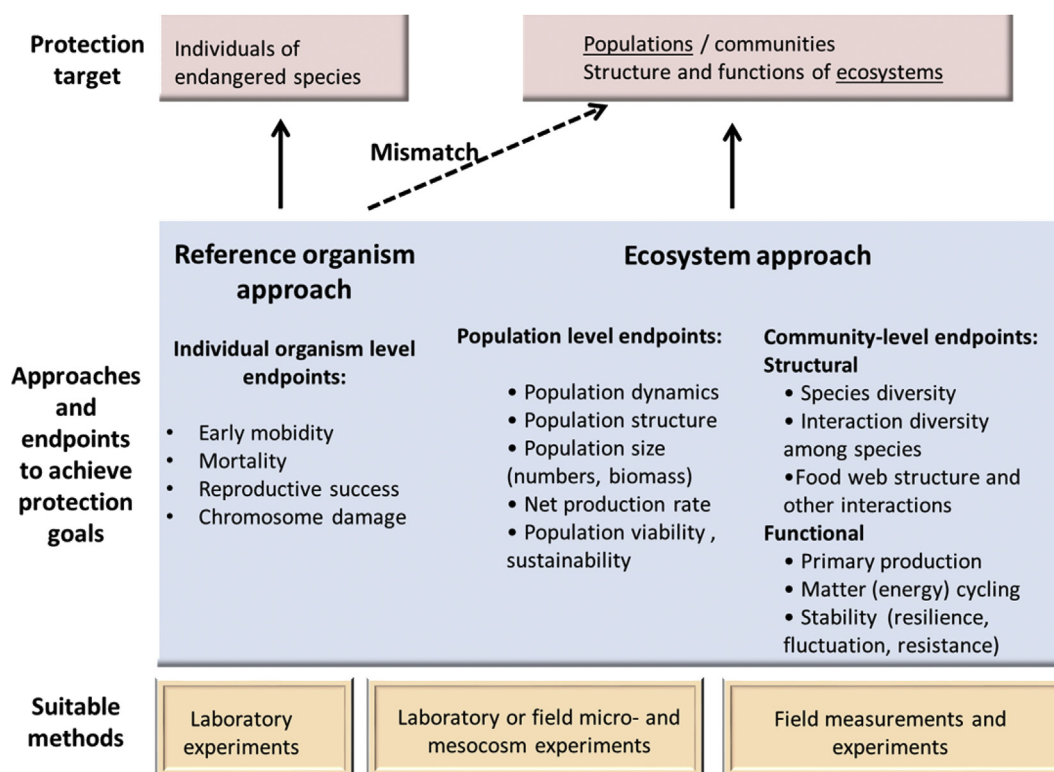 Protection
target
Individuals of
endangered species
Populations / communities
Structure and functions of ecosystems
Mismatch
Approaches
and
endpoints
to achieve
protection
goals
Reference organism
approach
Individual organism level
endpoints:
• Early mobidity
• Mortality
• Reproductive success
• Chromosome damage
Ecosystem approach
Population level endpoints:
• Population dynamics
• Population structure
• Population size
(numbers, biomass)
• Net production rate
• Population viability ,
sustainability
Community-level endpoints:
Structural
• Species diversity
• Interaction diversity
among species
•Food web structure and
other interactions
Functional
• Primary production
• Matter (energy) cycling
• Stability (resilience,
fluctuation, resistance)
Suitable
methods
Laboratory
experiments
Laboratory or field micro- and
mesocosm experiments
Field measurements and
experiments